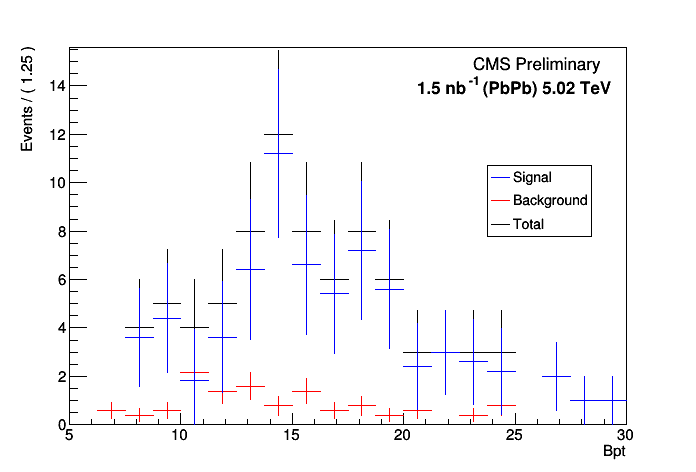 CMS Preliminary
1.5 nb⁻¹ (PbPb) 5.02 TeV
Events / ( 1.25 )
14
12
10
8
6
4
2
0
Signal
Background
Total
5 10 15 20 25 30
Bpt